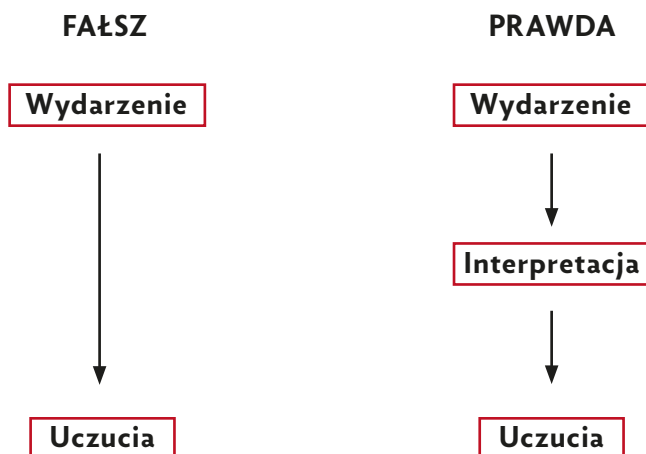 FAŁSZ
Wydarzenie
Uczucia
PRAWDA
Wydarzenie
Interpretacja
Uczucia